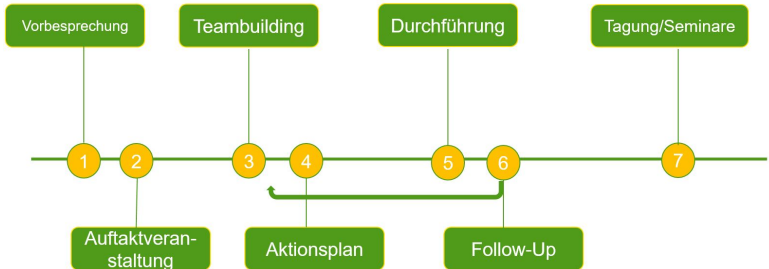 Vorbesprechung
Teambuilding
Durchführung
Tagung/Seminare
1
2
3
4
5
6
7
Auftaktveran-
staltung
Aktionsplan
Follow-Up